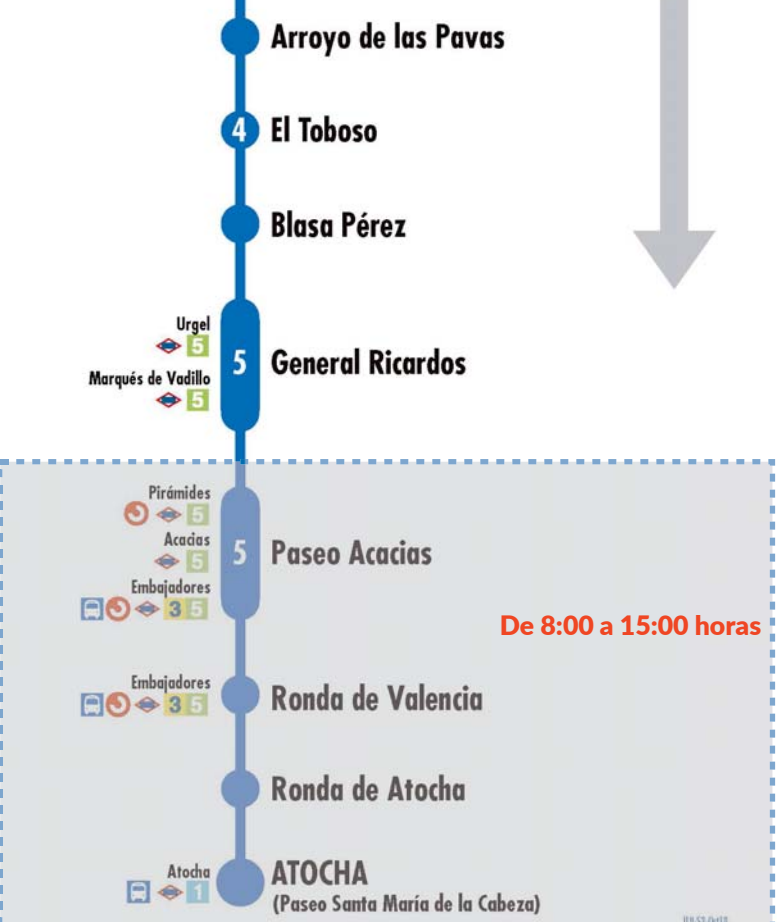 Arroyo de las Pavas
4 El Toboso
Blasa Pérez
Urgel
5
Marqués de Vadillo
5
5 General Ricardos
Pirámides
5
Acacias
5
Embajadores
3 5
5 Paseo Acacias
De 8:00 a 15:00 horas
Embajadores
3 5
Ronda de Valencia
Ronda de Atocha
Atocha
1
ATOCHA
(Paseo Santa María de la Cabeza)